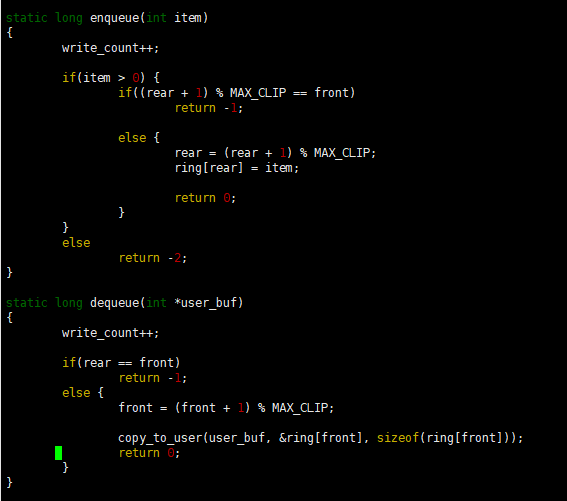 static long enqueue(int item)
{
        write_count++;

        if(item > 0) {
                if((rear + 1) % MAX_CLIP == front)
                        return -1;

                else {
                        rear = (rear + 1) % MAX_CLIP;
                        ring[rear] = item;

                        return 0;
                }
        }
        else
                return -2;
}

static long dequeue(int *user_buf)
{
        write_count++;

        if(rear == front)
                return -1;
        else {
                front = (front + 1) % MAX_CLIP;

                copy_to_user(user_buf, &ring[front], sizeof(ring[front]));
                return 0;
        }
}